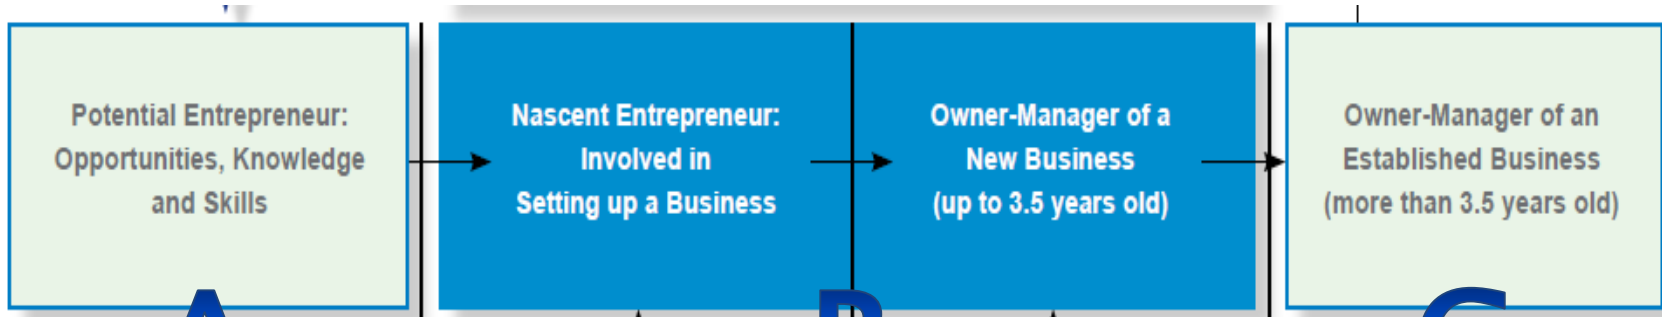 Potential Entrepreneur:
Opportunities, Knowledge
and Skills
Nascent Entrepreneur:
Involved in
Setting up a Business
Owner-Manager of a
New Business
(up to 3.5 years old)
Owner-Manager of an
Established Business
(more than 3.5 years old)
A
C